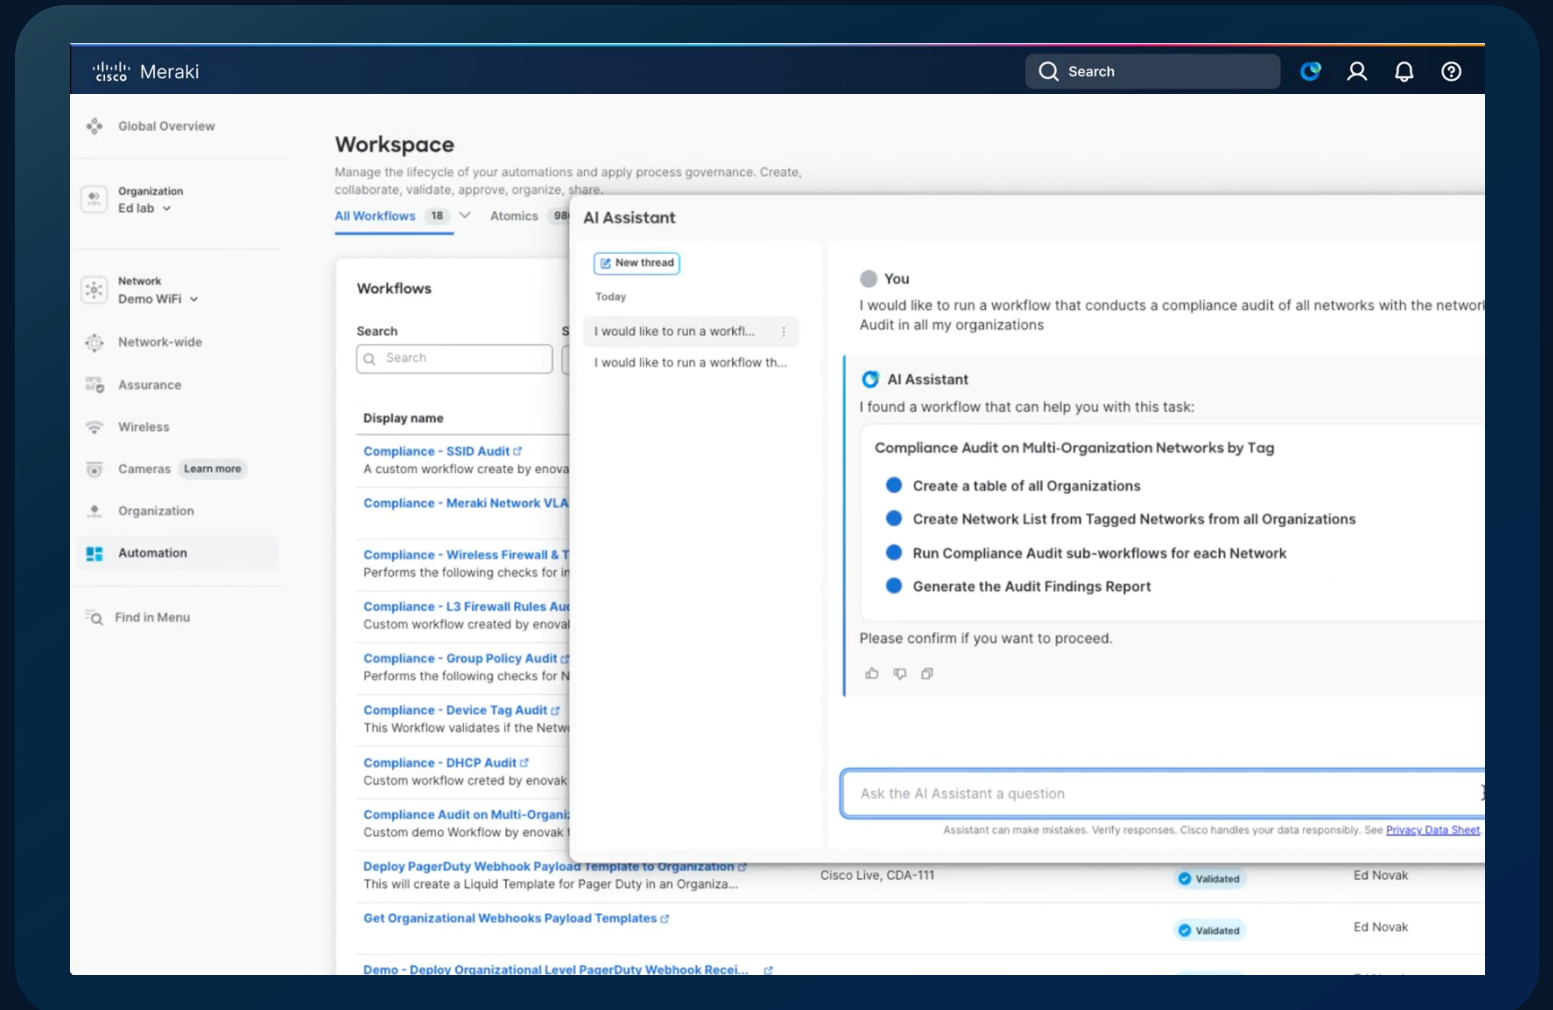 cisco Meraki
Search
Global Overview
Organization
Ed lab
Network
Demo WiFi
Network-wide
Assurance
Wireless
Cameras Learn more
Organization
Automation
Find in Menu
Workspace
Manage the lifecycle of your automations and apply process governance. Create,
collaborate, validate, approve, organize, share.
All Workflows 18 Atomics
Workflows
Search
Search
Display name
Compliance - SSID Audit
A custom workflow create by enova
Compliance - Meraki Network VLA
Compliance - Wireless Firewall & T
Performs the following checks for in
Compliance - L3 Firewall Rules Aud
Custom workflow created by enoval
Compliance - Group Policy Audit
Performs the following checks for N
Compliance - Device Tag Audit
This Workflow validates if the Netwo
Compliance - DHCP Audit
Custom workflow creted by enovak
Compliance Audit on Multi-Organiz
Custom demo Workflow by enovak t
Deploy PagerDuty Webhook Payload Template to Organization
This will create a Liquid Template for Pager Duty in an Organiza...
Cisco Live, CDA-111
Validated
Ed Novak
Get Organizational Webhooks Payload Templates
Validated
Ed Novak
Demo - Deploy Organizational Level PagerDuty Webhook Recei...
AI Assistant
New thread
Today
I would like to run a workfl...
I would like to run a workflow th...
You
I would like to run a workflow that conducts a compliance audit of all networks with the network
Audit in all my organizations
AI Assistant
I found a workflow that can help you with this task:
Compliance Audit on Multi-Organization Networks by Tag
Create a table of all Organizations
Create Network List from Tagged Networks from all Organizations
Run Compliance Audit sub-workflows for each Network
Generate the Audit Findings Report
Please confirm if you want to proceed.
Ask the AI Assistant a question
Assistant can make mistakes. Verify responses. Cisco handles your data responsibly. See Privacy Data Sheet.